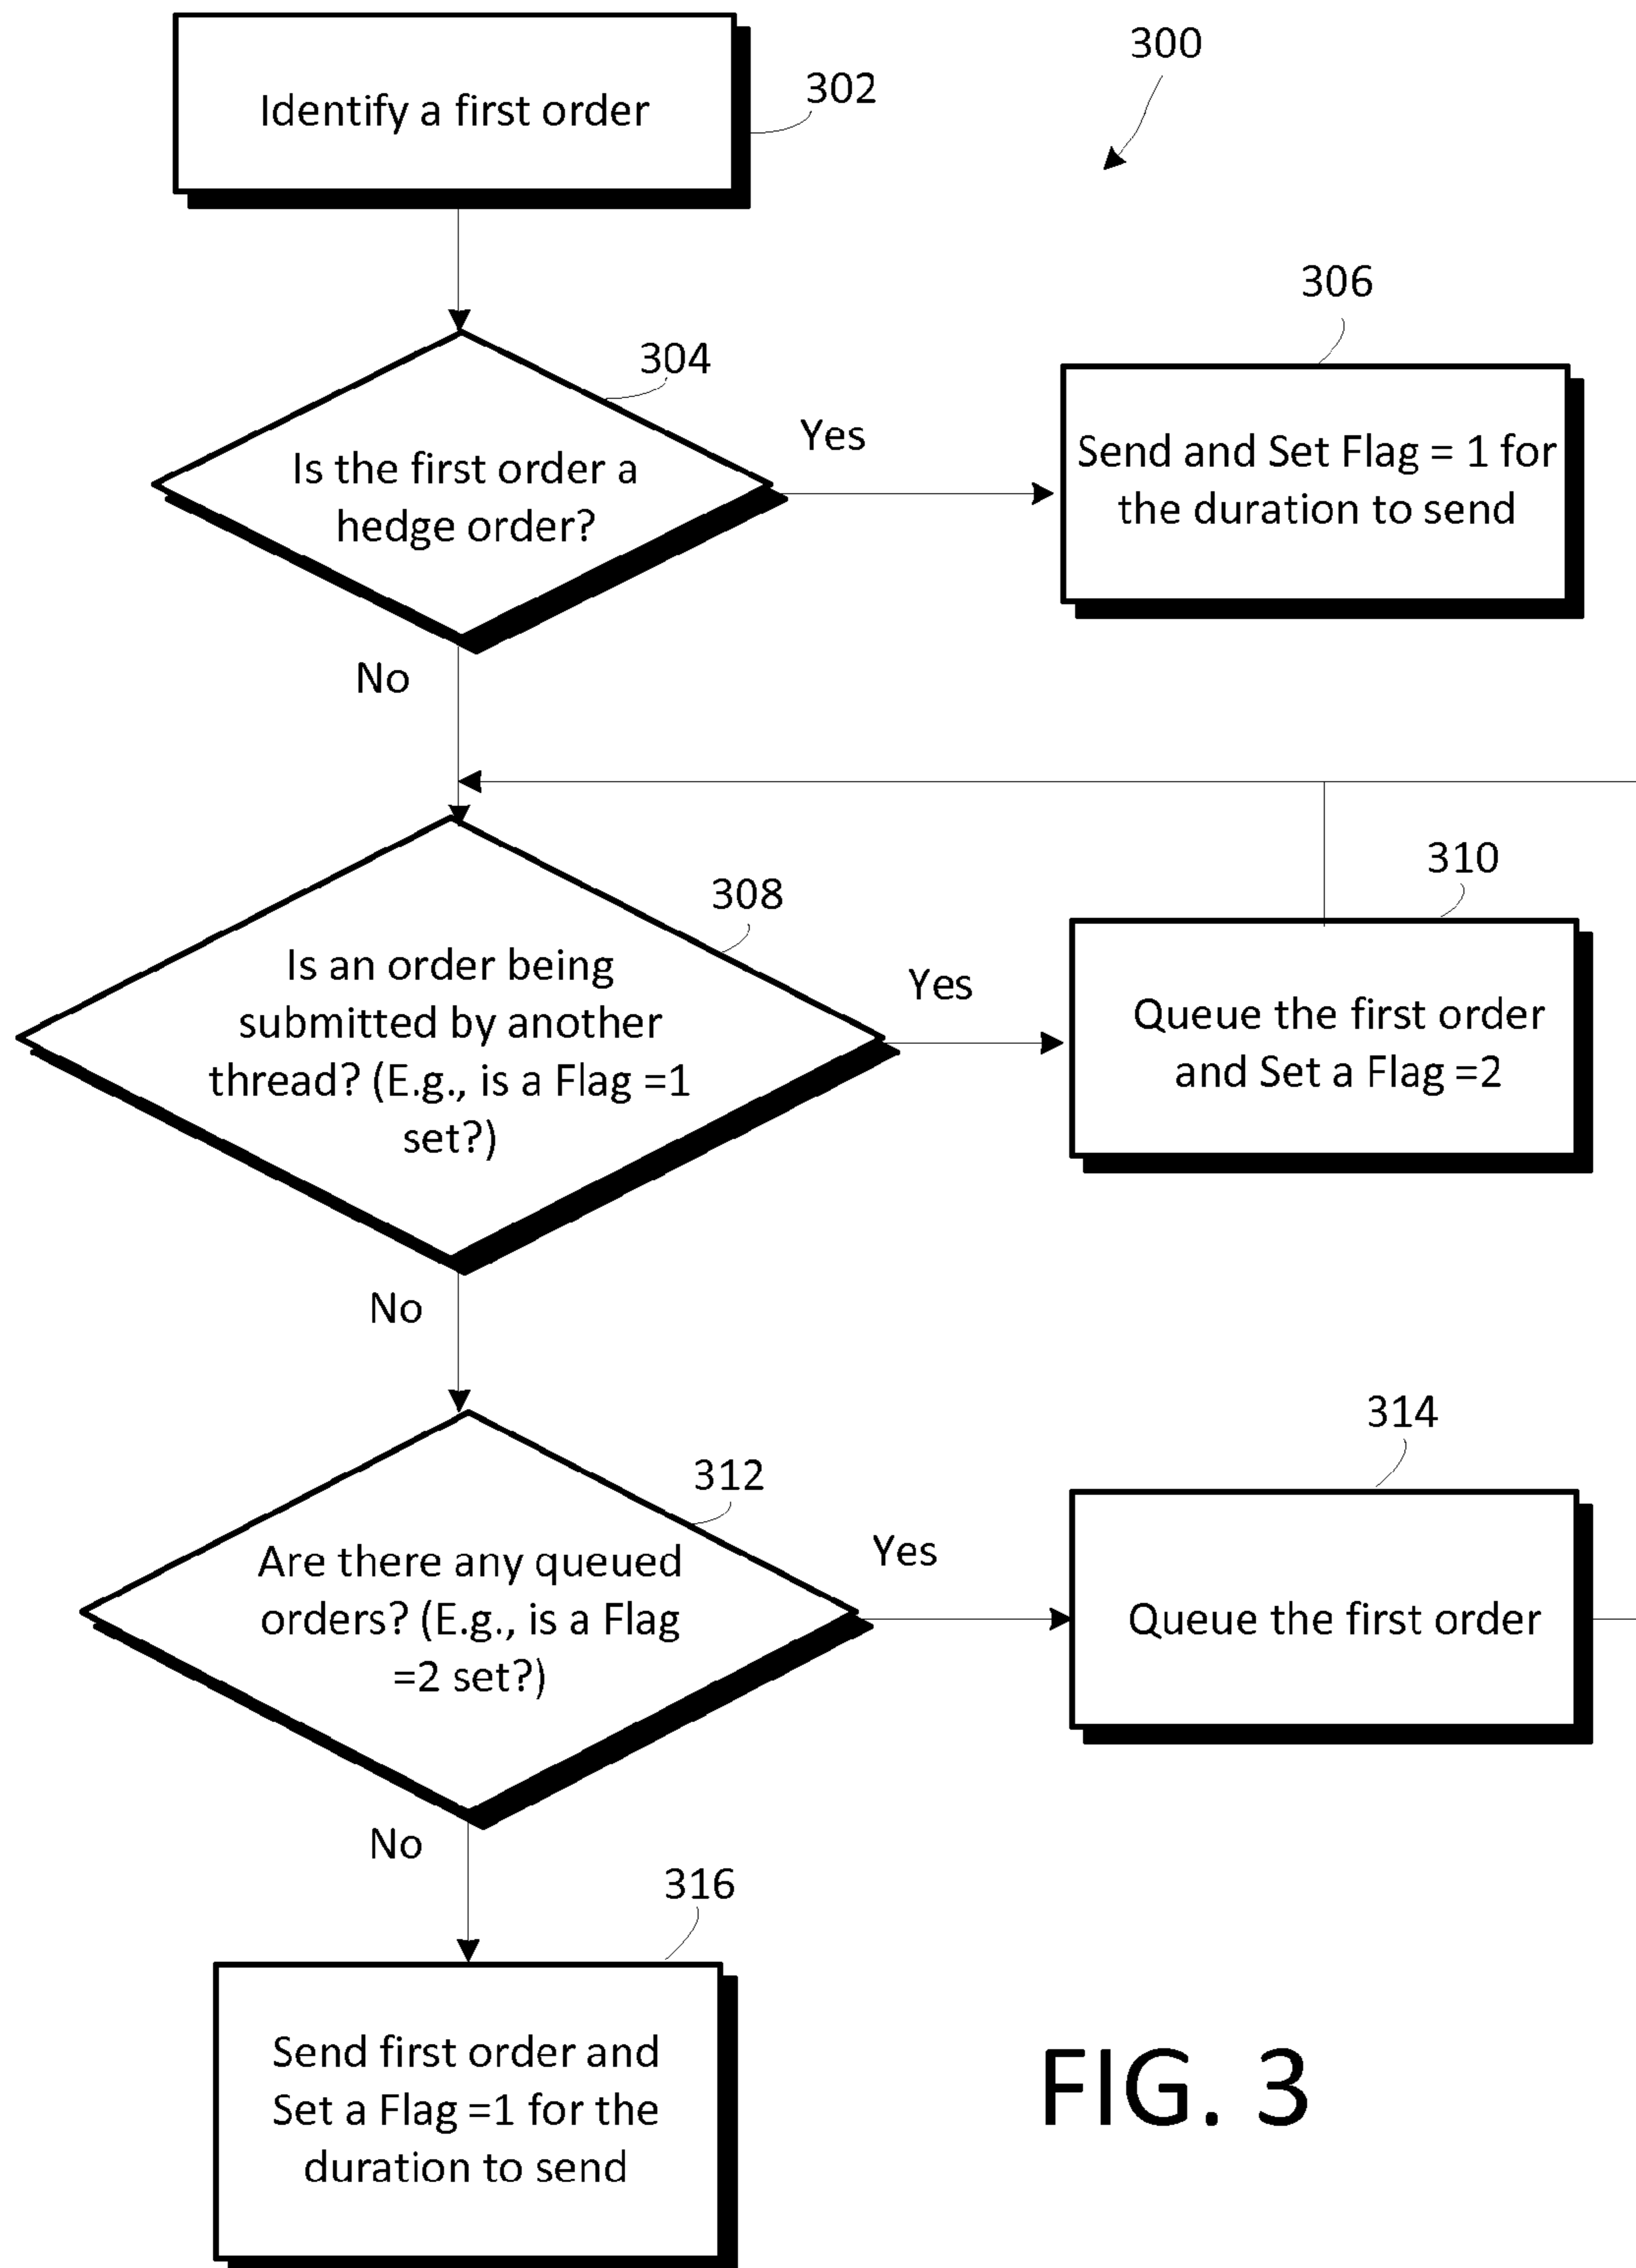 300
Identify a first order
302
306
304
Yes
Is the first order a
hedge order?
Send and Set Flag = 1 for
the duration to send
No
310
308
Is an order being
submitted by another
thread? (E.g., is a Flag =1
set?)
Yes
Queue the first order
and Set a Flag =2
No
314
312
Are there any queued
orders? (E.g., is a Flag
=2 set?)
Yes
Queue the first order
No
316
Send first order and
Set a Flag =1 for the
duration to send
FIG. 3